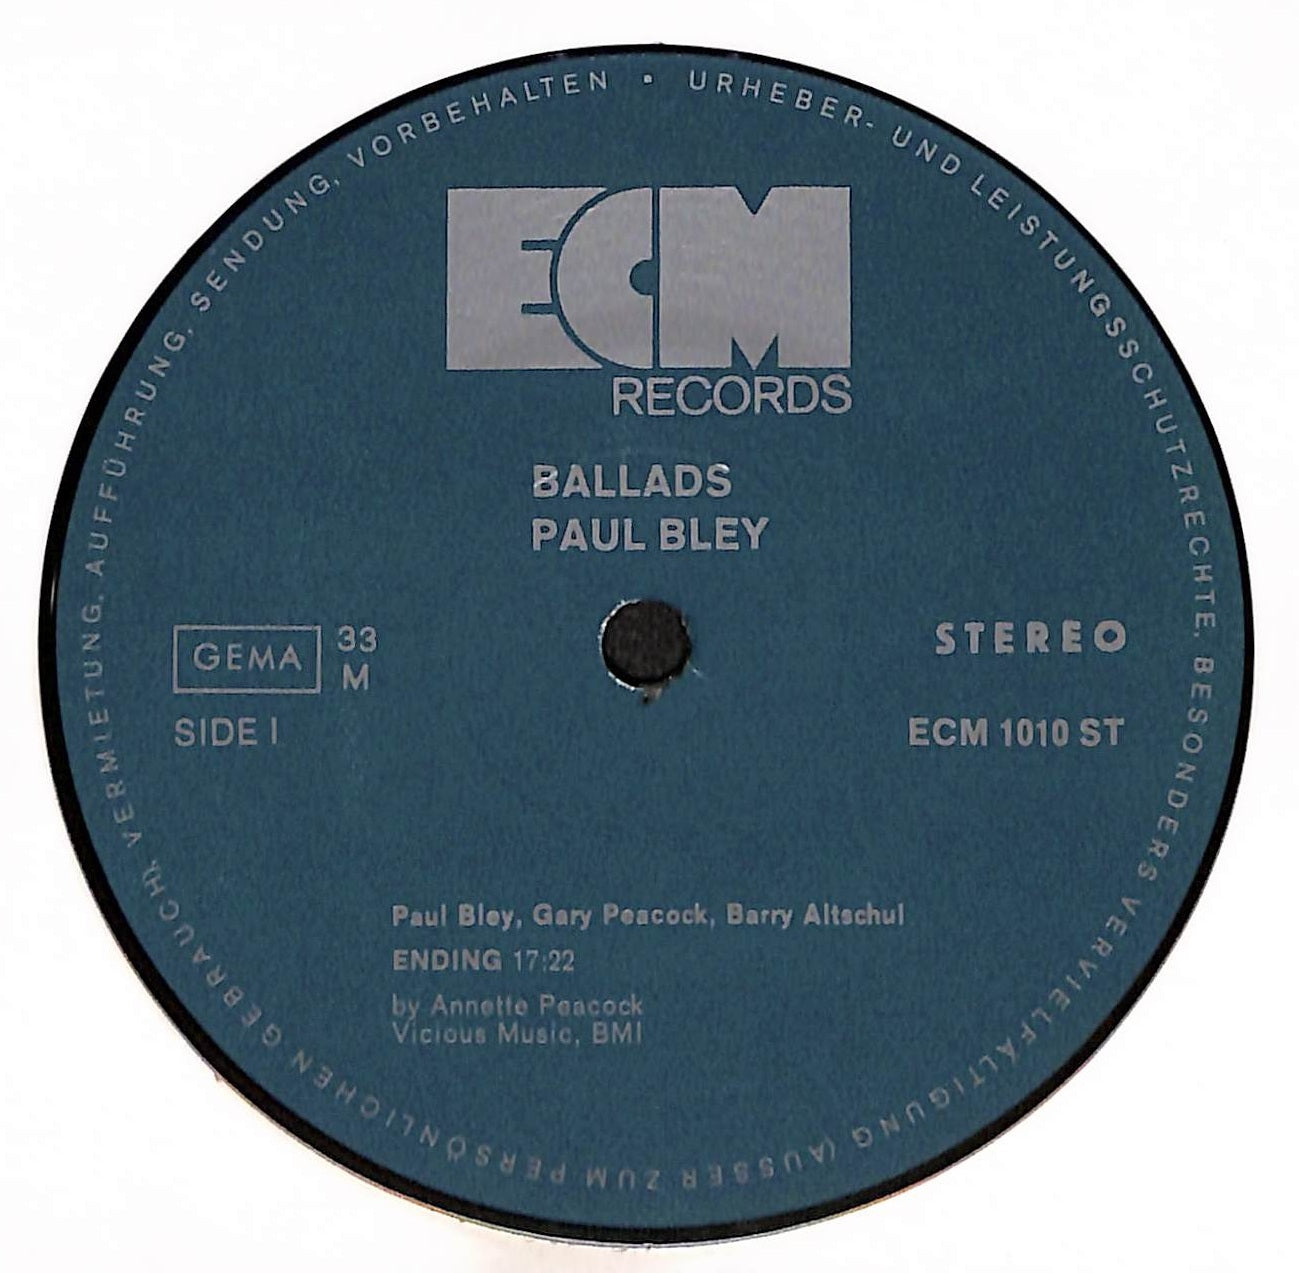 URHEBER- UND LEISTUNGSSCHUTZRECHTE, BESONDERS VERVIELFÄLTIGUNG (AUSSER ZUM PERSÖNLICHEN GEBRAUCH), VERMIETUNG, AUFFÜHRUNG, SENDUNG, VORBEHALTEN •
ECM
RECORDS
BALLADS
PAUL BLEY
GEMA 33
M
STEREO
SIDE I
ECM 1010 ST
Paul Bley, Gary Peacock, Barry Altschul
ENDING 17:22
by Annette Peacock
Vicious Music, BMI